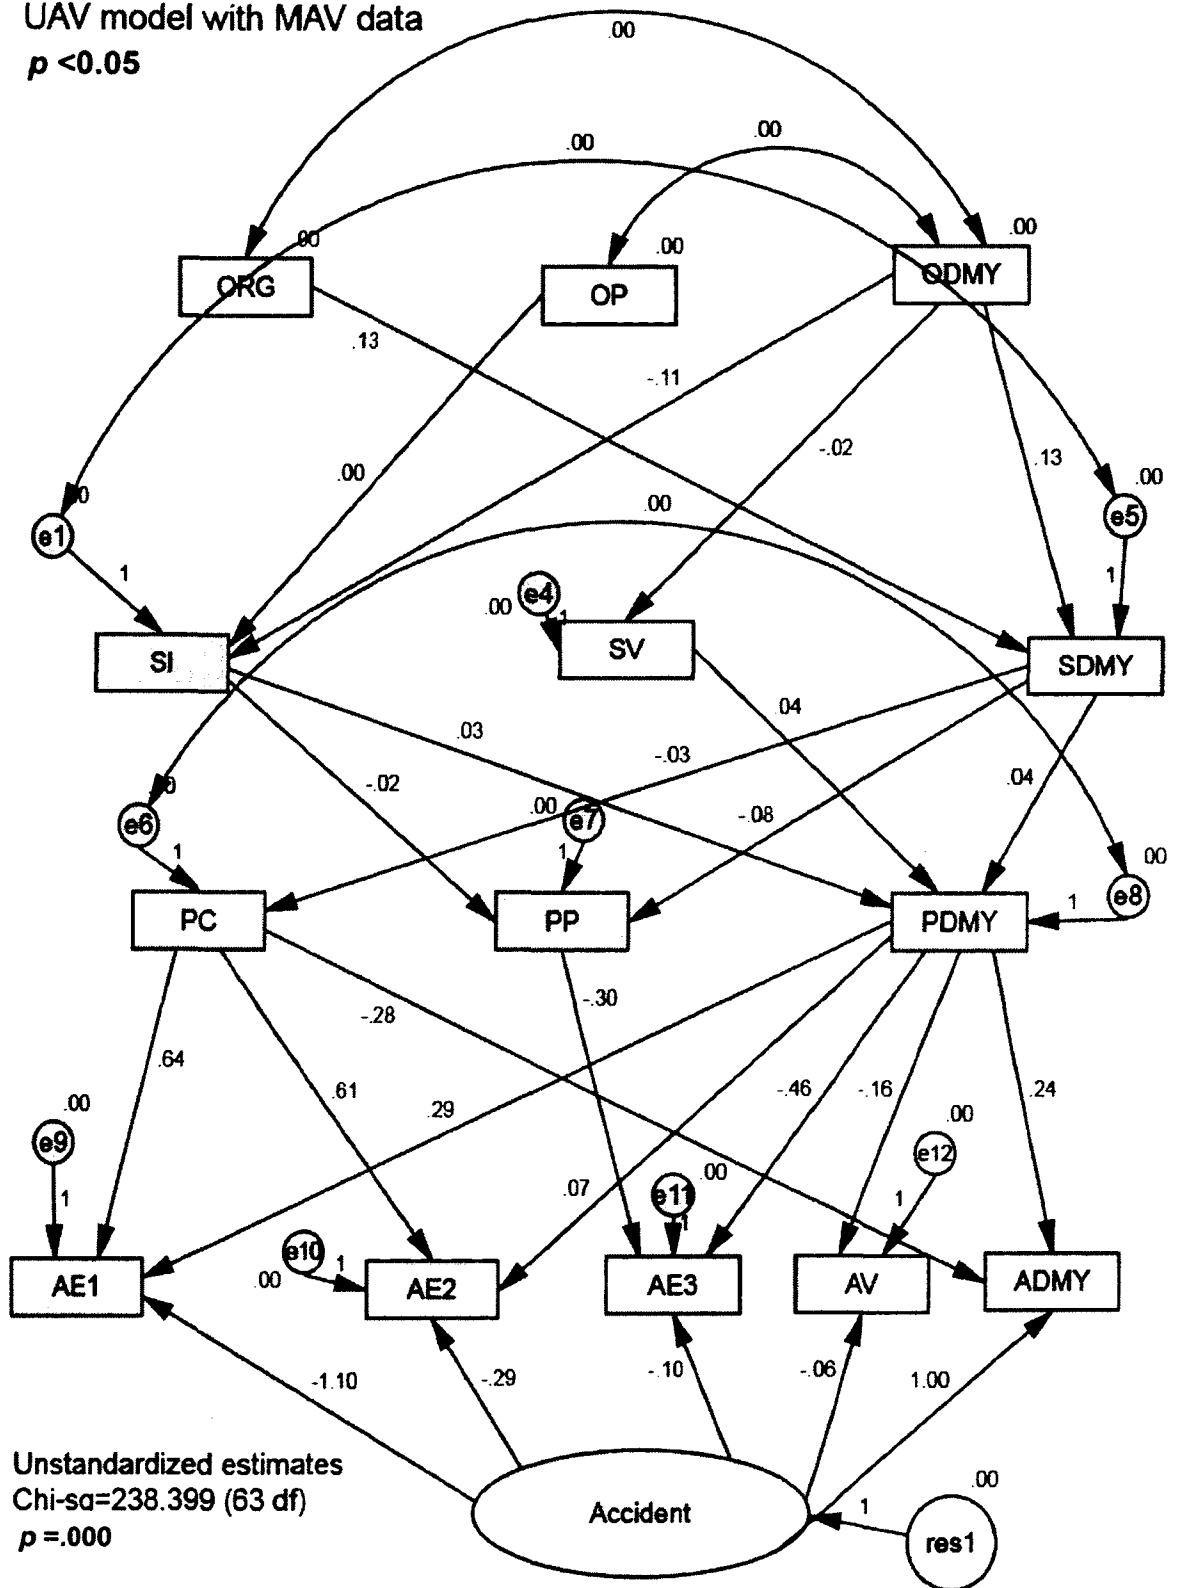 UAV model with MAV data
p <0.05
.00
.00
.00
.00
.00
.00
ORG
OP
ODMY
.13
-.11
-.02
.13
.00
.00
.00
e1
e5
1
1
e4
.00
1
SI
SV
SDMY
.03
.04
-.03
-.02
.04
-.08
.00
e6
e7
1
1
.00
e8
1
PC
PP
PDMY
-.28
-.30
.64
.61
.29
-.46
-.16
.24
.00
.00
e9
e12
1
.07
.00
e11
1
1
e10
1
.00
AE1
AE2
AE3
AV
ADMY
-1.10
-.29
-.10
-.06
1.00
Unstandardized estimates
Chi-sq=238.399 (63 df)
p =.000
Accident
.00
1
res1